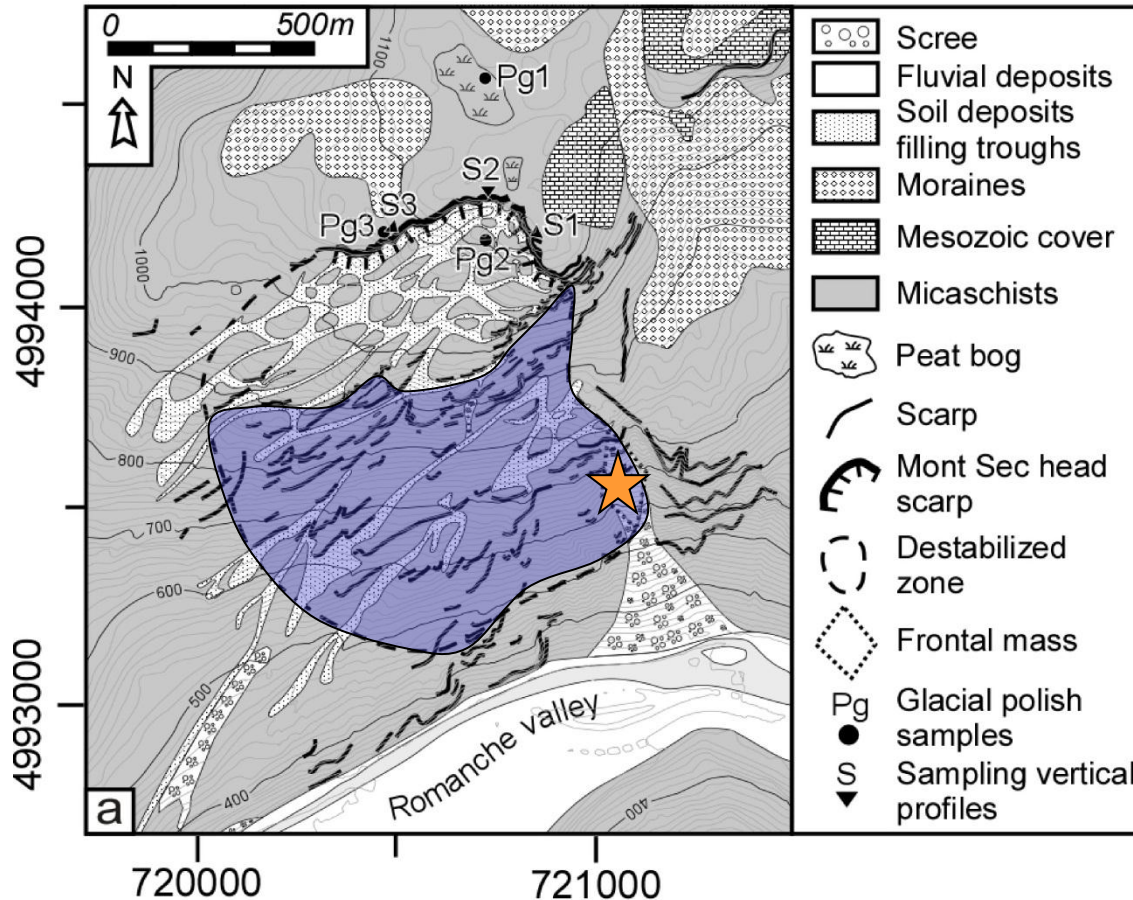 0 500m
N
1100
Pg1
S2
S3
Pg3
S1
Pg2
1000
900
800
700
600
500
400
400
Romanche valley
a
4994000
4993000
720000
721000
Scree
Fluvial deposits
Soil deposits
filling troughs
Moraines
Mesozoic cover
Micaschists
Peat bog
Scarp
Mont Sec head
scarp
Destabilized
zone
Frontal mass
Pg Glacial polish
samples
S Sampling vertical
profiles